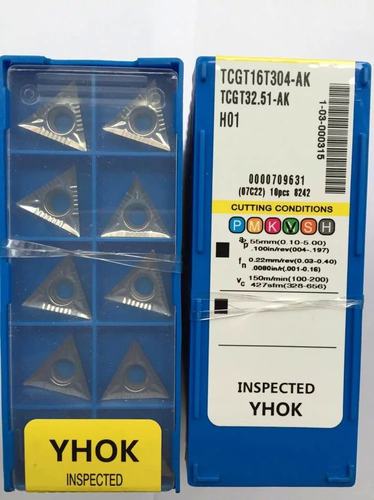 TCGT16T304-AK
TCGT32.51-AK
H01
1-03-000315
0000709631
(07C22) 10pcs 8242
CUTTING CONDITIONS
P M K Y S H
ap 55mm(0.10-5.00)
.100in/rev(004-.197)
fn 0.22mm/rev(0.03-0.40)
.0080in/r(.001-0.16)
vc 150m/min(100-200)
427sfm(328-656)
INSPECTED
YHOK
YHOK
INSPECTED